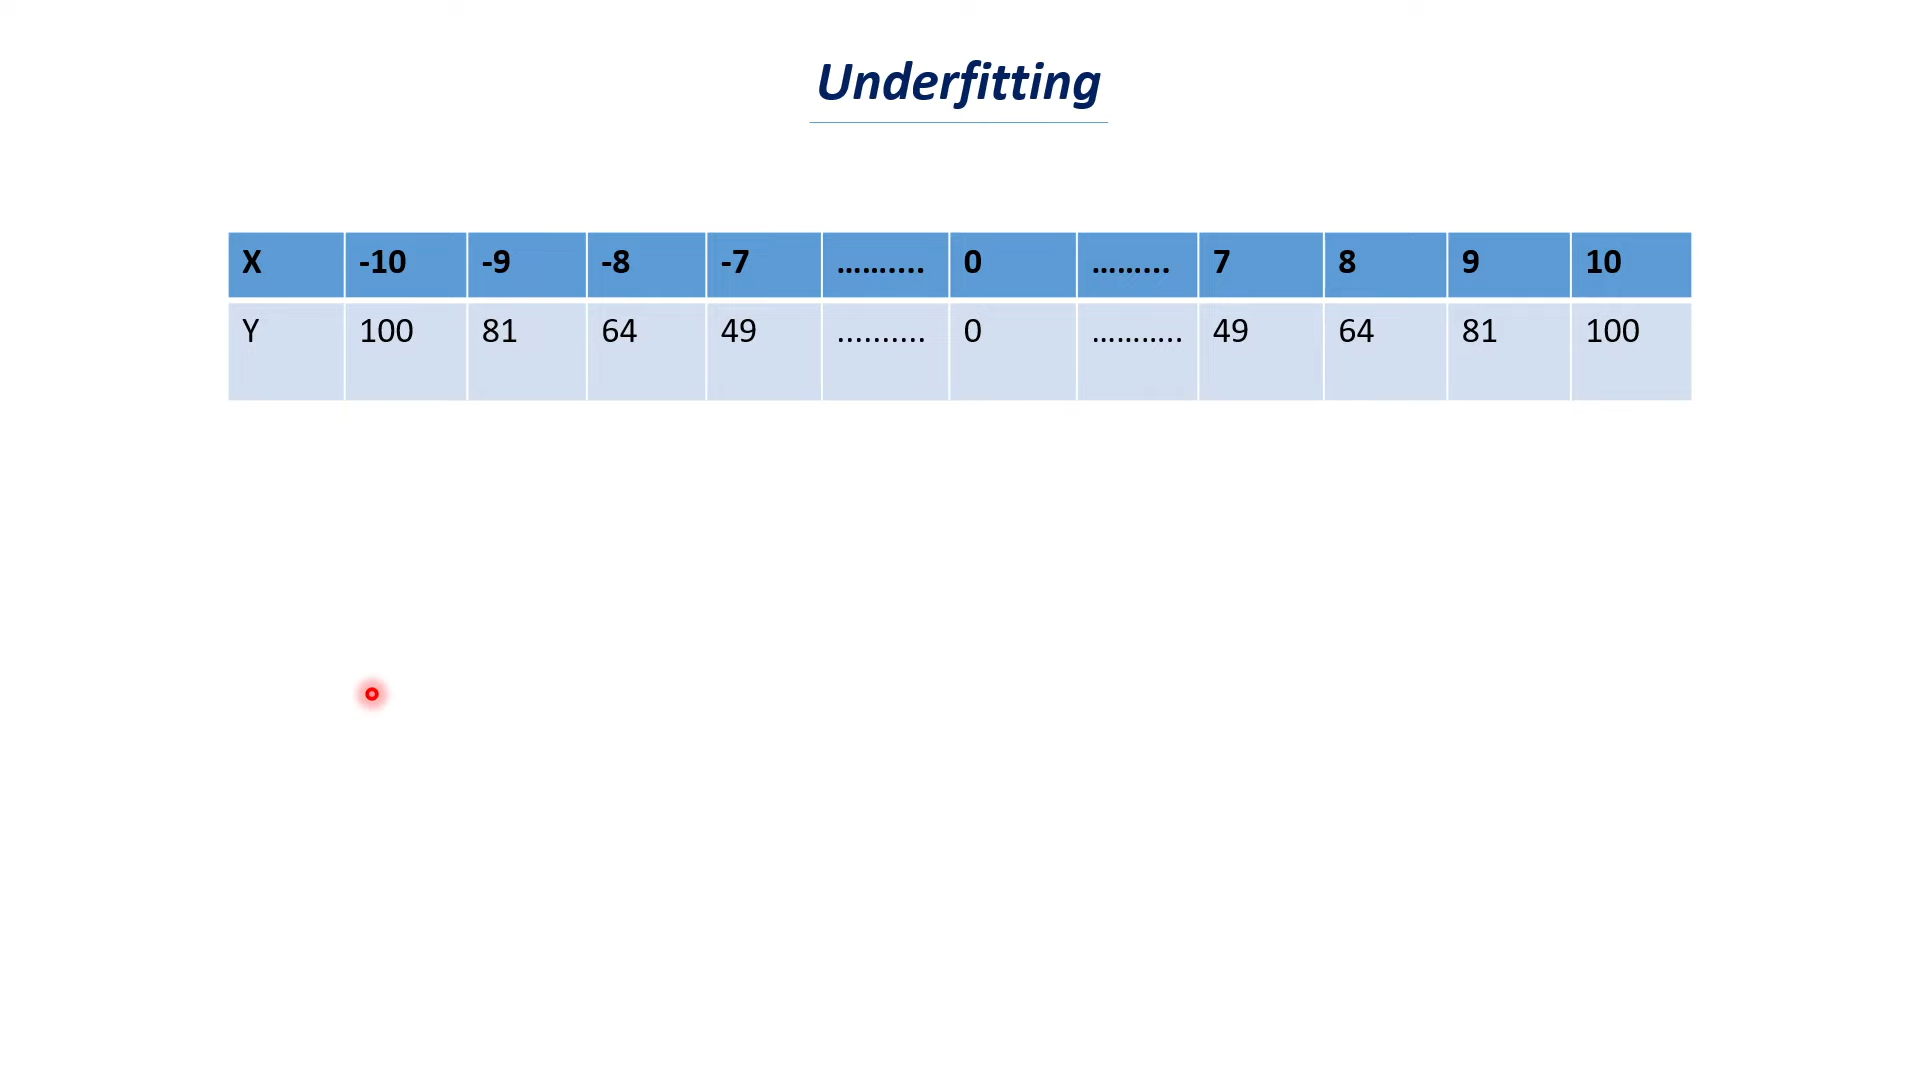 Underfitting
X -10 -9 -8 -7 .......... 0 ......... 7 8 9 10
Y 100 81 64 49 .......... 0 ........... 49 64 81 100